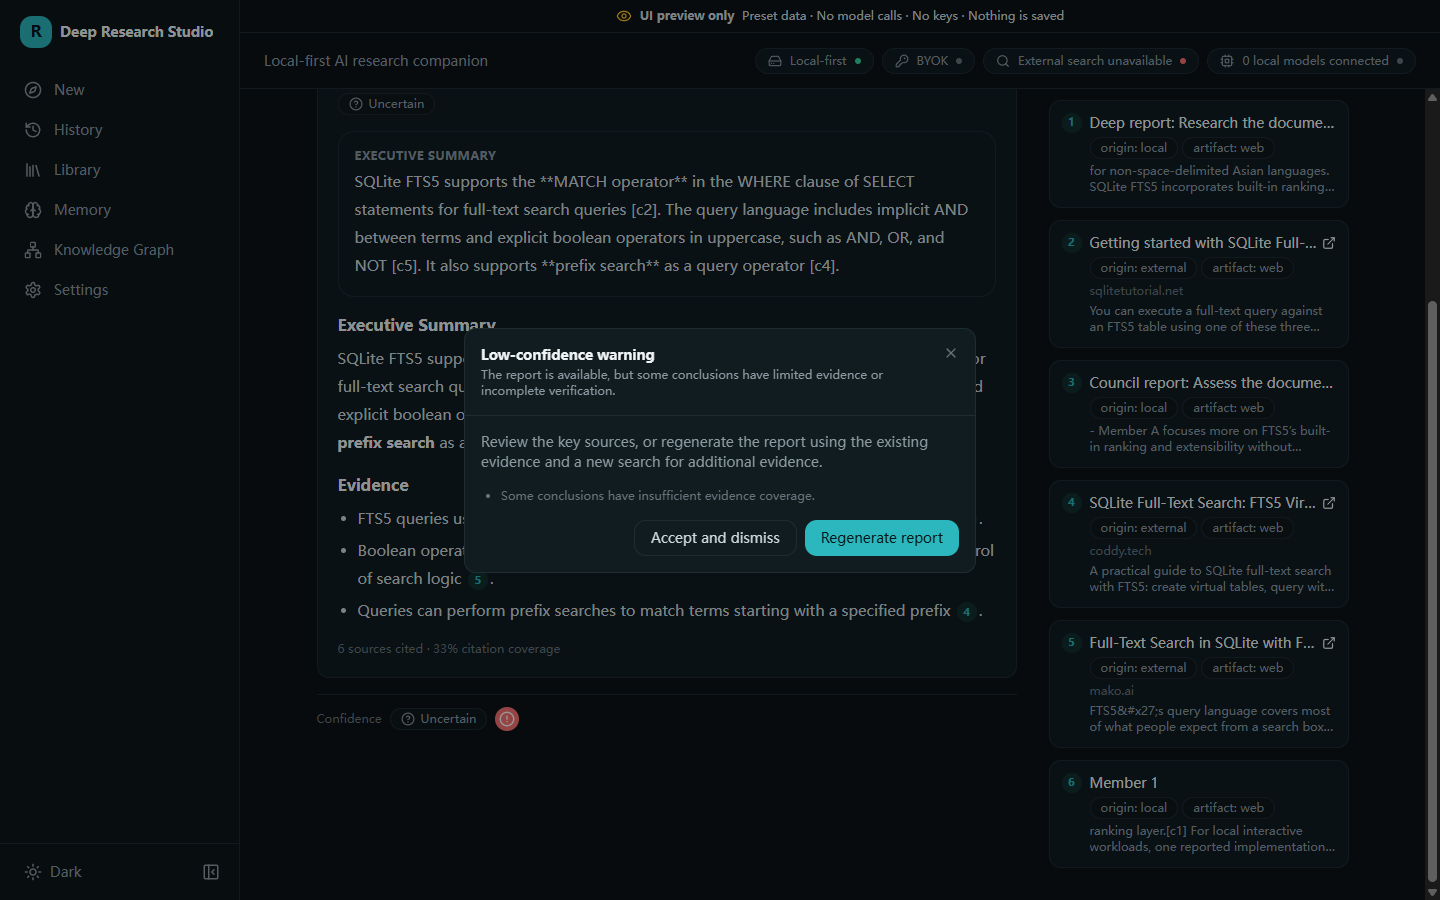 R Deep Research Studio
New
History
Library
Memory
Knowledge Graph
Settings
Dark
UI preview only Preset data · No model calls · No keys · Nothing is saved
Local-first AI research companion
Local-first
BYOK
External search unavailable
0 local models connected
Uncertain
EXECUTIVE SUMMARY
SQLite FTS5 supports the **MATCH operator** in the WHERE clause of SELECT
statements for full-text search queries [c2]. The query language includes implicit AND
between terms and explicit boolean operators in uppercase, such as AND, OR, and
NOT [c5]. It also supports **prefix search** as a query operator [c4].
Executive Summary
SQLite FTS5 supp
or
full-text search qu
d
explicit boolean o
prefix search as a
Evidence
FTS5 queries us
.
Boolean operat
rol
of search logic 5 .
Queries can perform prefix searches to match terms starting with a specified prefix 4 .
6 sources cited · 33% citation coverage
Confidence Uncertain
Low-confidence warning
The report is available, but some conclusions have limited evidence or
incomplete verification.
Review the key sources, or regenerate the report using the existing
evidence and a new search for additional evidence.
Some conclusions have insufficient evidence coverage.
Accept and dismiss
Regenerate report
1 Deep report: Research the docume...
origin: local artifact: web
for non-space-delimited Asian languages.
SQLite FTS5 incorporates built-in ranking...
2 Getting started with SQLite Full-...
origin: external artifact: web
sqlitetutorial.net
You can execute a full-text query against
an FTS5 table using one of these three...
3 Council report: Assess the docume...
origin: local artifact: web
- Member A focuses more on FTS5's built-
in ranking and extensibility without...
4 SQLite Full-Text Search: FTS5 Vir...
origin: external artifact: web
coddy.tech
A practical guide to SQLite full-text search
with FTS5: create virtual tables, query wit...
5 Full-Text Search in SQLite with F...
origin: external artifact: web
mako.ai
FTS5&#x27;s query language covers most
of what people expect from a search box...
6 Member 1
origin: local artifact: web
ranking layer.[c1] For local interactive
workloads, one reported implementation...